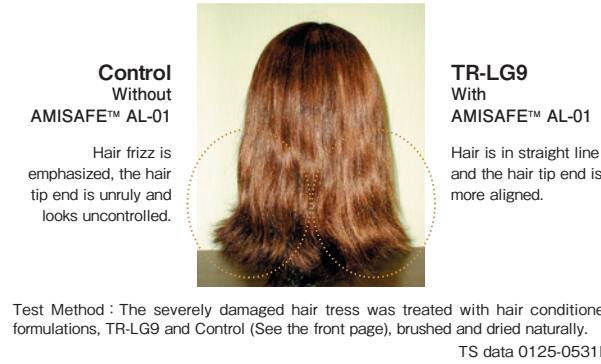 Control
Without
AMISAFE™ AL-01
Hair frizz is
emphasized, the hair
tip end is unruly and
looks uncontrolled.
TR-LG9
With
AMISAFE™ AL-01
Hair is in straight line
and the hair tip end is
more aligned.
Test Method : The severely damaged hair tress was treated with hair conditione
formulations, TR-LG9 and Control (See the front page), brushed and dried naturally.
TS data 0125-0531